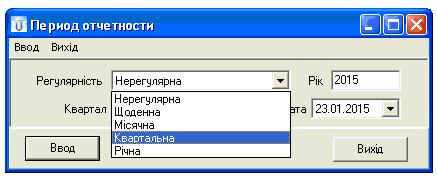 Период отчетности
Ввод Вихід
Регулярність Нерегулярна Рік 2015
Нерегулярна
Квартал Щоденна ата 23.01.2015
Місячна
Квартальна
Річна
Ввод Вихід